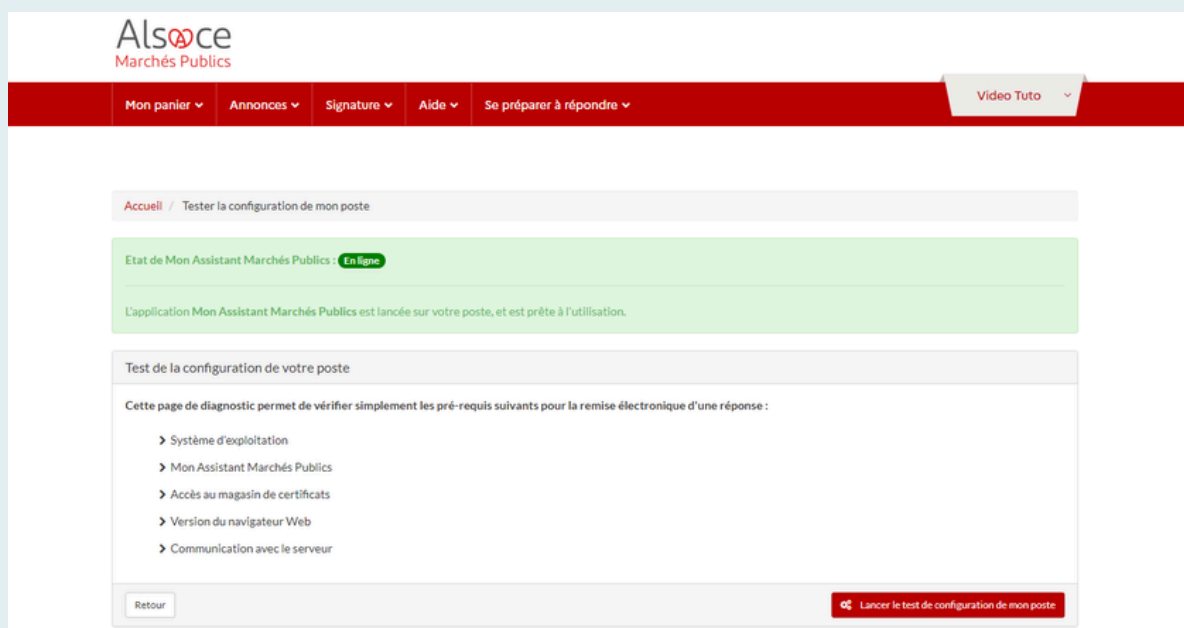 Alsace
Marchés Publics
Mon panier
Annonces
Signature
Aide
Se préparer à répondre
Video Tuto
Accueil / Tester la configuration de mon poste
Etat de Mon Assistant Marchés Publics : En ligne
L'application Mon Assistant Marchés Publics est lancée sur votre poste, et est prête à l'utilisation.
Test de la configuration de votre poste
Cette page de diagnostic permet de vérifier simplement les pré-requis suivants pour la remise électronique d'une réponse :
Système d'exploitation
Mon Assistant Marchés Publics
Accès au magasin de certificats
Version du navigateur Web
Communication avec le serveur
Retour
Lancer le test de configuration de mon poste